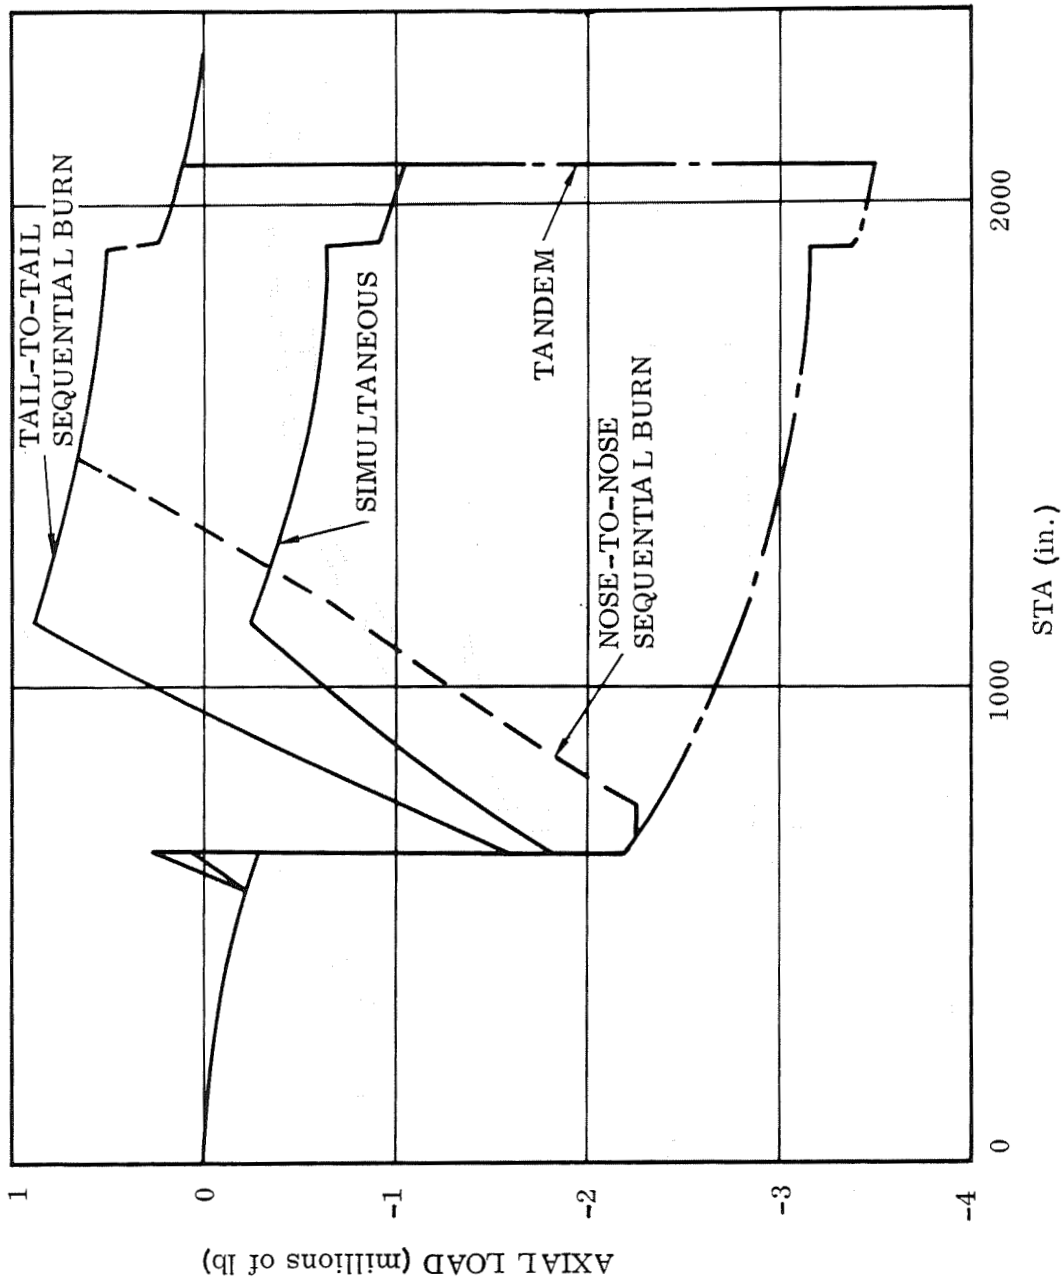 TAIL-TO-TAIL
SEQUENTIAL BURN
SIMULTANEOUS
TANDEM
NOSE-TO-NOSE
SEQUENTIAL BURN
1
0
-1
-2
-3
-4
AXIAL LOAD (millions of lb)
0
1000
2000
STA (in.)